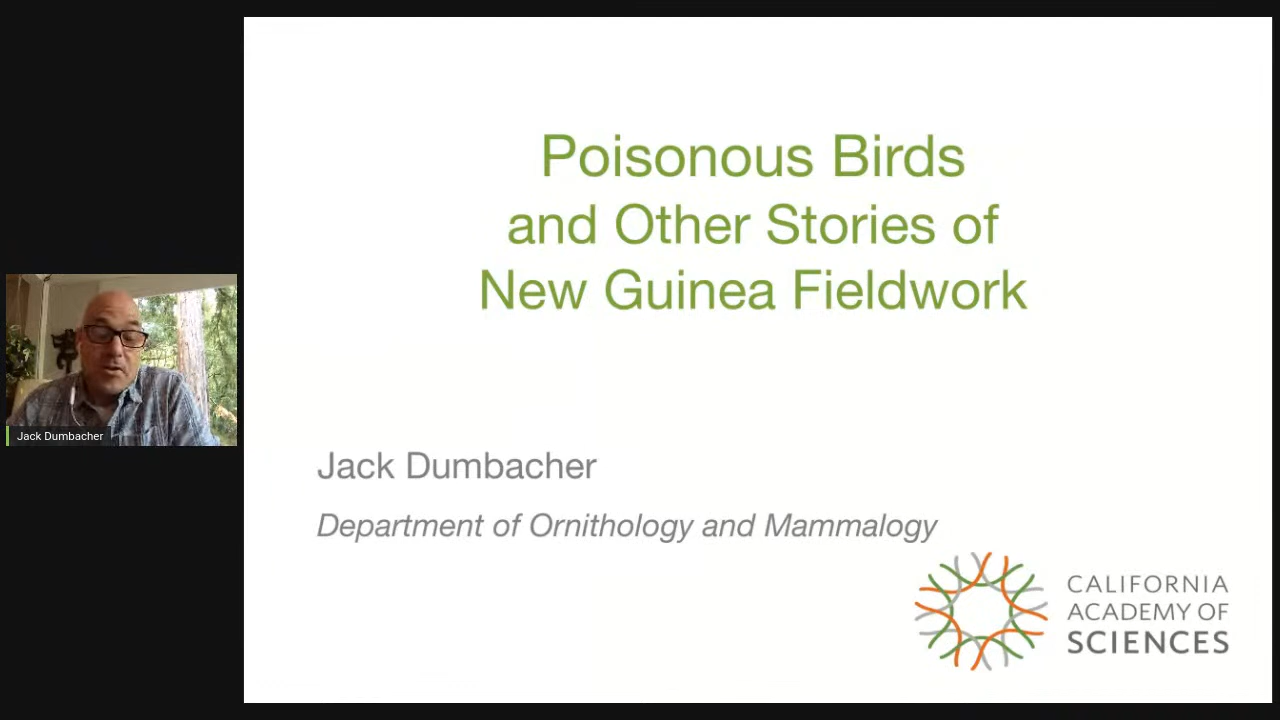 Poisonous Birds
and Other Stories of
New Guinea Fieldwork
Jack Dumbacher
Jack Dumbacher
Department of Ornithology and Mammalogy
CALIFORNIA
ACADEMY OF
SCIENCES